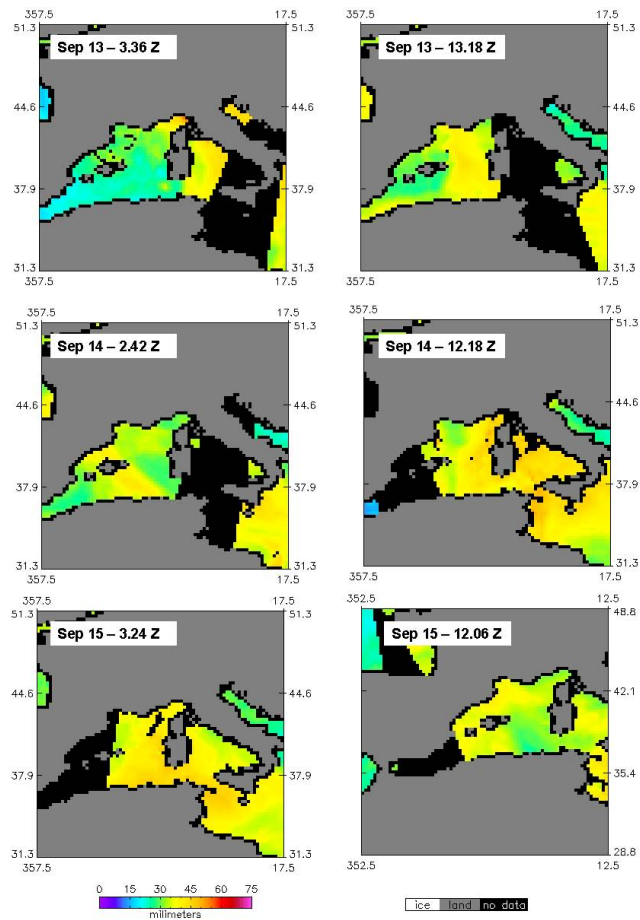 357.5 17.5 357.5 17.5
51.3 51.3 51.3 51.3
Sep 13 – 3.36 Z Sep 13 – 13.18 Z
44.6 44.6 44.6 44.6
37.9 37.9 37.9 37.9
31.3 31.3 31.3 31.3
357.5 17.5 357.5 17.5
357.5 17.5 357.5 17.5
51.3 51.3 51.3 51.3
Sep 14 – 2.42 Z Sep 14 – 12.18 Z
44.6 44.6 44.6 44.6
37.9 37.9 37.9 37.9
31.3 31.3 31.3 31.3
357.5 17.5 357.5 17.5
357.5 17.5 352.5 12.5
51.3 51.3 48.8 48.8
Sep 15 – 3.24 Z Sep 15 – 12.06 Z
44.6 44.6 42.1 42.1
37.9 37.9 35.4 35.4
31.3 31.3 28.8 28.8
357.5 17.5 352.5 12.5
0 15 30 45 60 75
milimeters
ice land no data